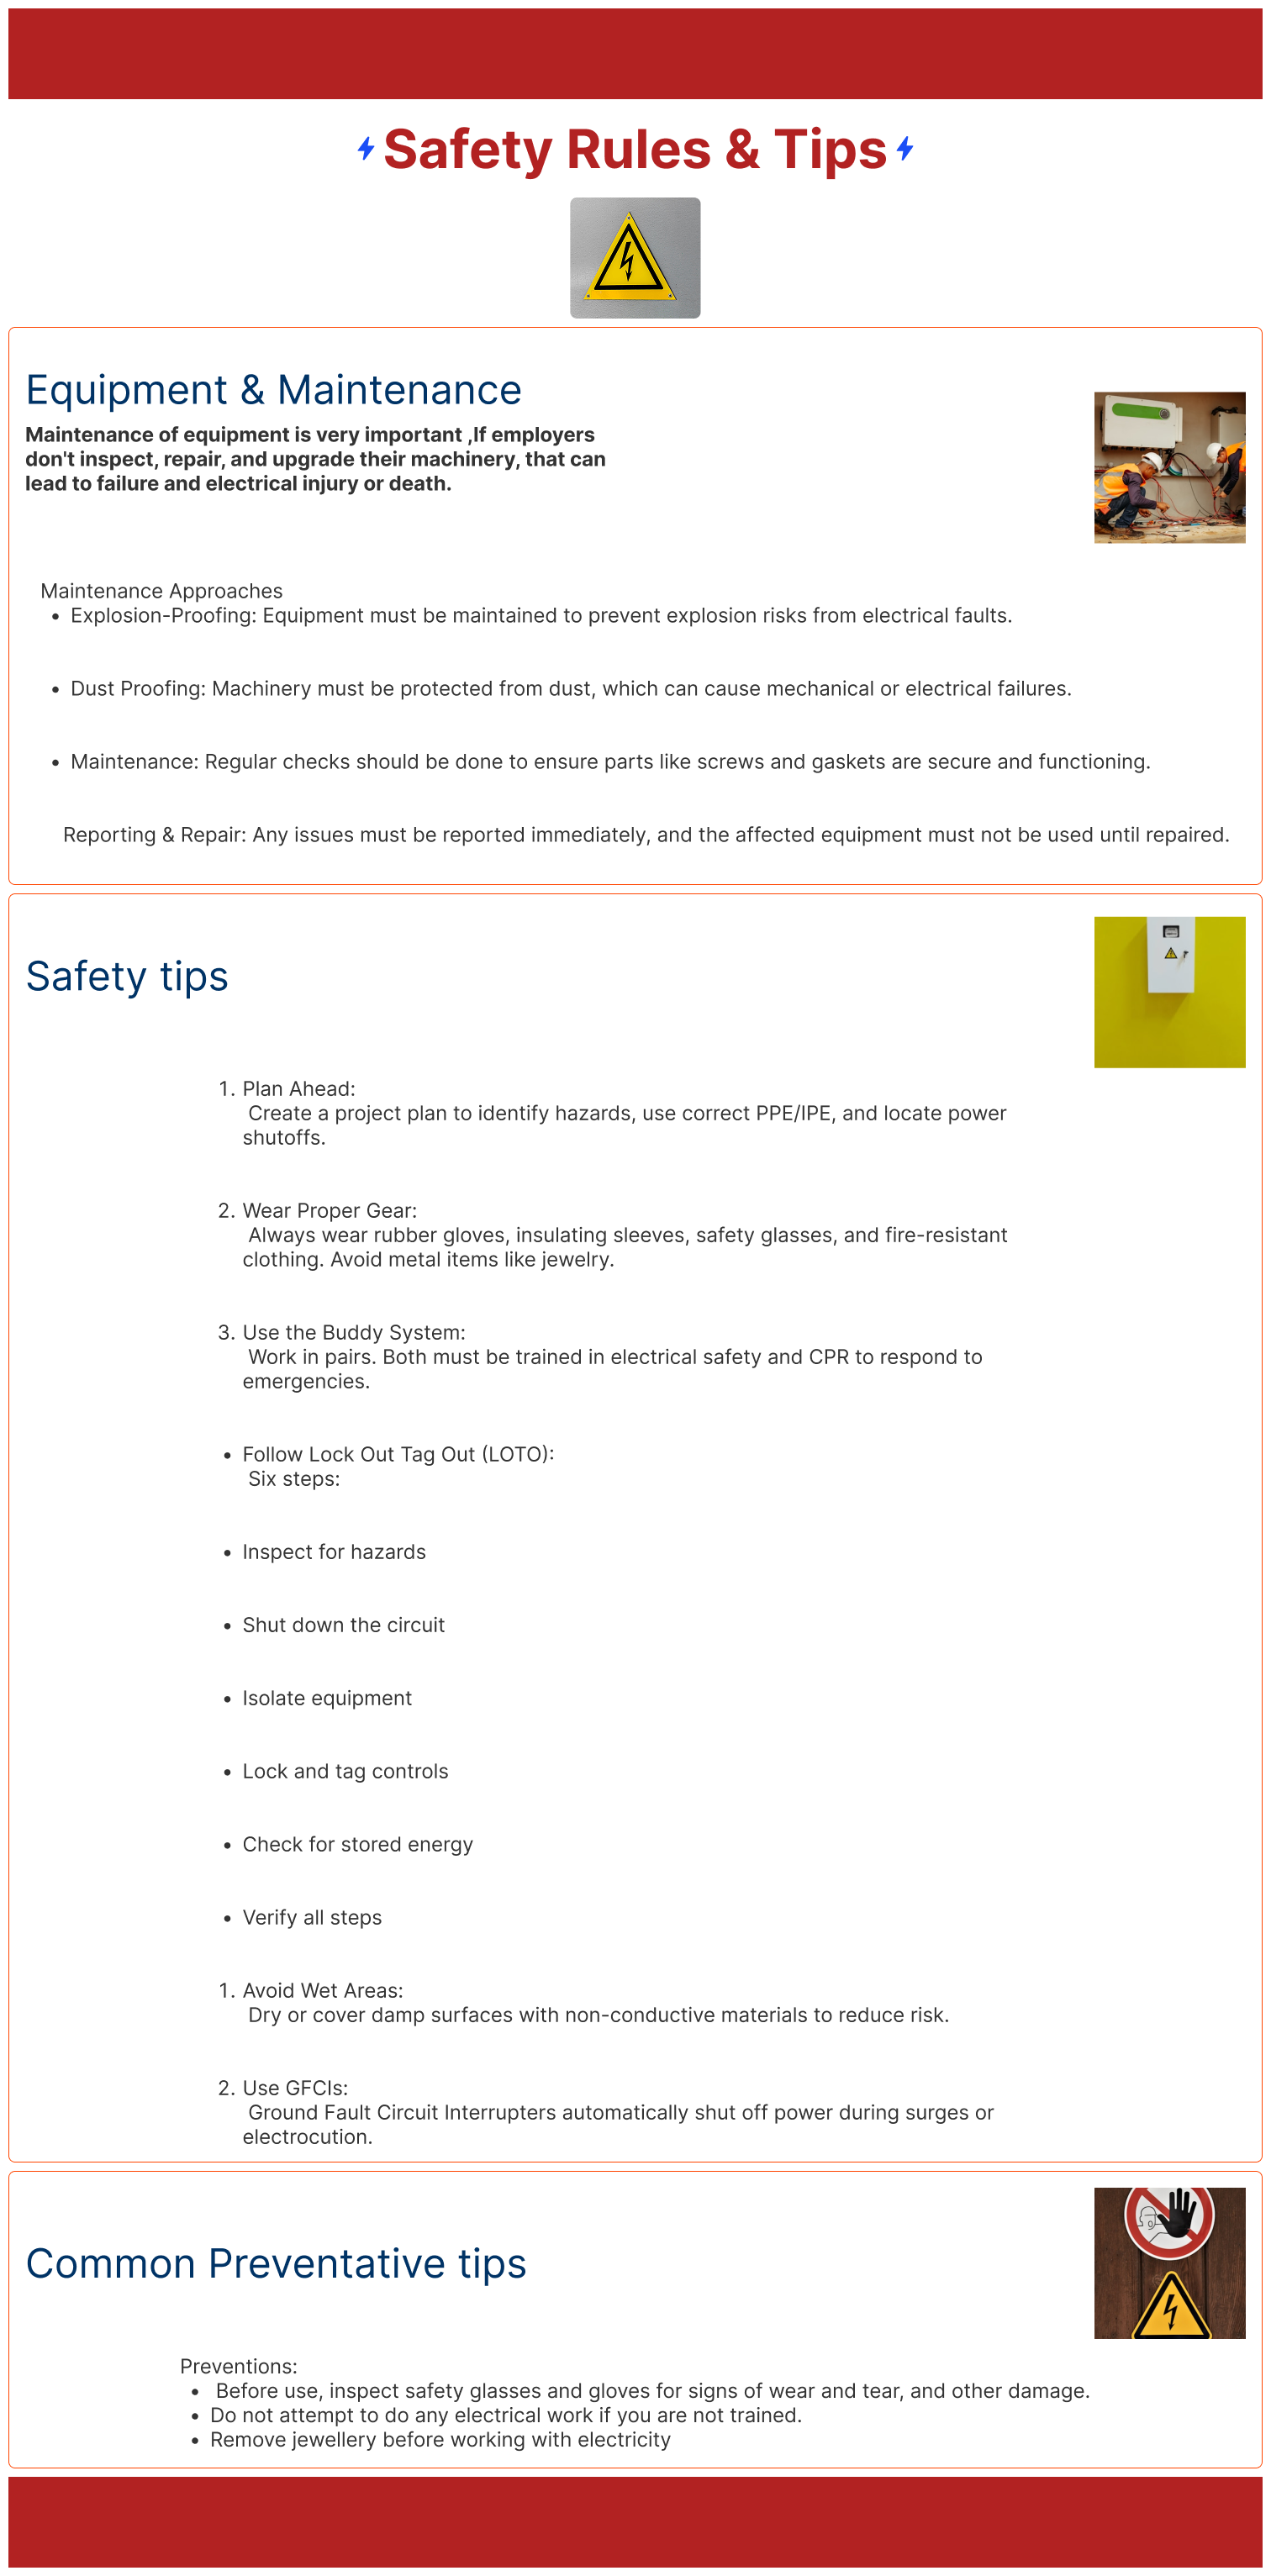 Safety Rules & Tips
Equipment & Maintenance
Maintenance of equipment is very important ,If employers
don't inspect, repair, and upgrade their machinery, that can
lead to failure and electrical injury or death.
Maintenance Approaches
• Explosion-Proofing: Equipment must be maintained to prevent explosion risks from electrical faults.
• Dust Proofing: Machinery must be protected from dust, which can cause mechanical or electrical failures.
• Maintenance: Regular checks should be done to ensure parts like screws and gaskets are secure and functioning.
Reporting & Repair: Any issues must be reported immediately, and the affected equipment must not be used until repaired.
Safety tips
1. Plan Ahead:
Create a project plan to identify hazards, use correct PPE/IPE, and locate power
shutoffs.
2. Wear Proper Gear:
Always wear rubber gloves, insulating sleeves, safety glasses, and fire-resistant
clothing. Avoid metal items like jewelry.
3. Use the Buddy System:
Work in pairs. Both must be trained in electrical safety and CPR to respond to
emergencies.
• Follow Lock Out Tag Out (LOTO):
Six steps:
• Inspect for hazards
• Shut down the circuit
• Isolate equipment
• Lock and tag controls
• Check for stored energy
• Verify all steps
1. Avoid Wet Areas:
Dry or cover damp surfaces with non-conductive materials to reduce risk.
2. Use GFCIs:
Ground Fault Circuit Interrupters automatically shut off power during surges or
electrocution.
Common Preventative tips
Preventions:
• Before use, inspect safety glasses and gloves for signs of wear and tear, and other damage.
• Do not attempt to do any electrical work if you are not trained.
• Remove jewellery before working with electricity